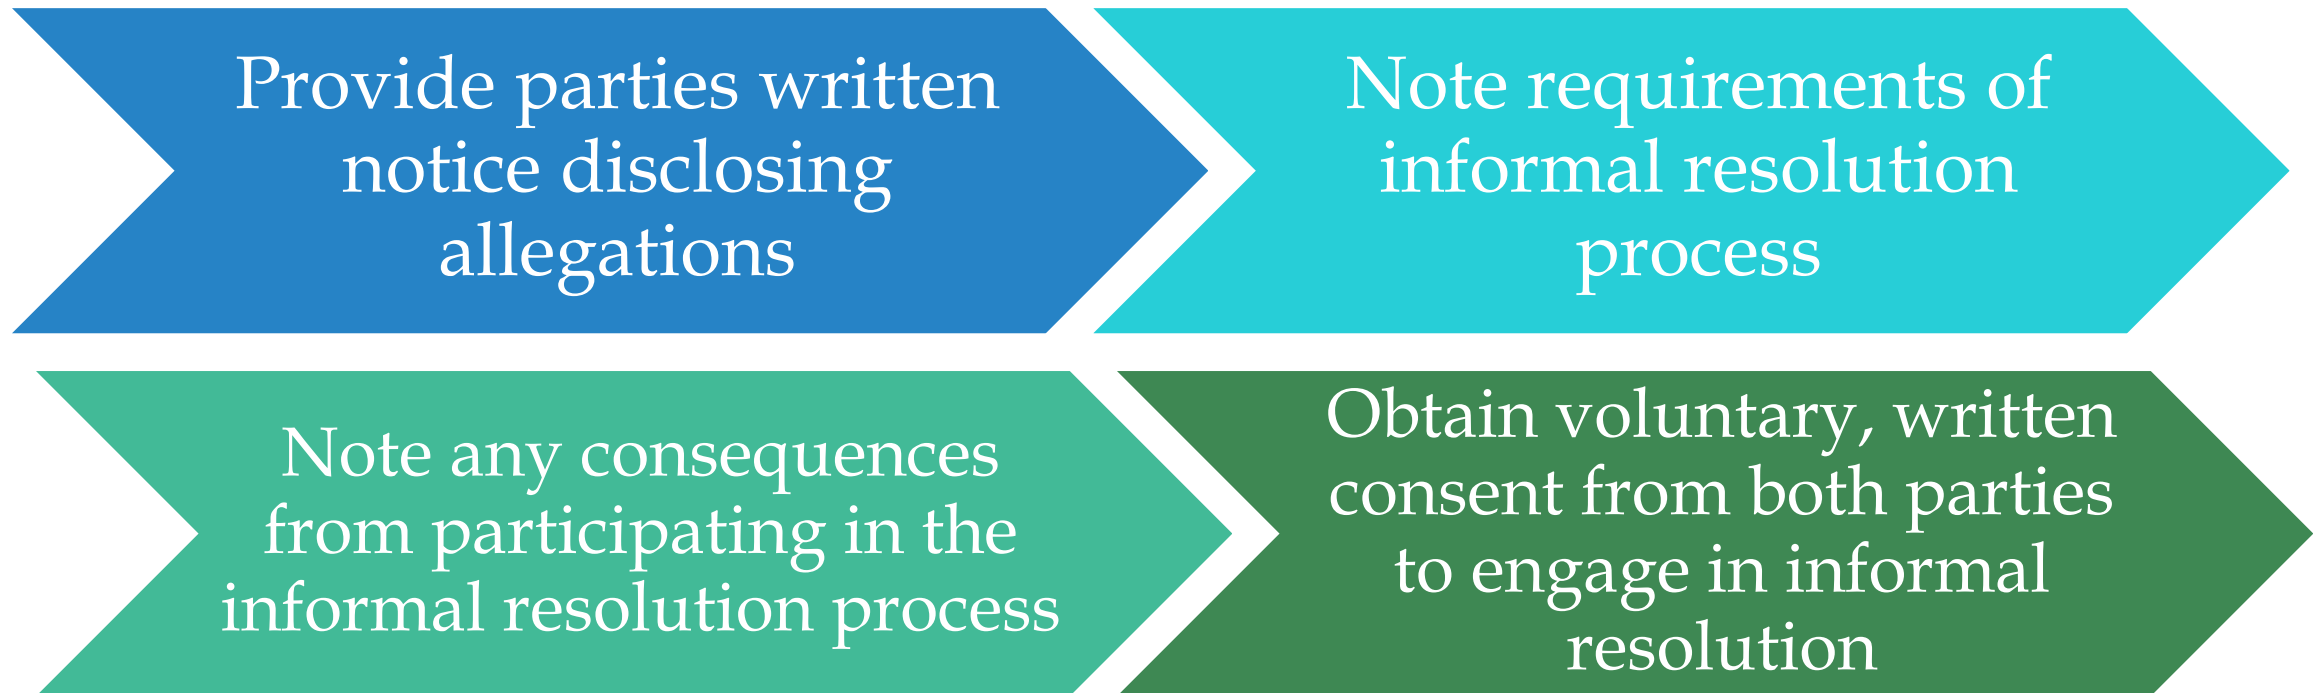 Provide parties written
notice disclosing
allegations
Note requirements of
informal resolution
process
Note any consequences
from participating in the
informal resolution process
Obtain voluntary, written
consent from both parties
to engage in informal
resolution